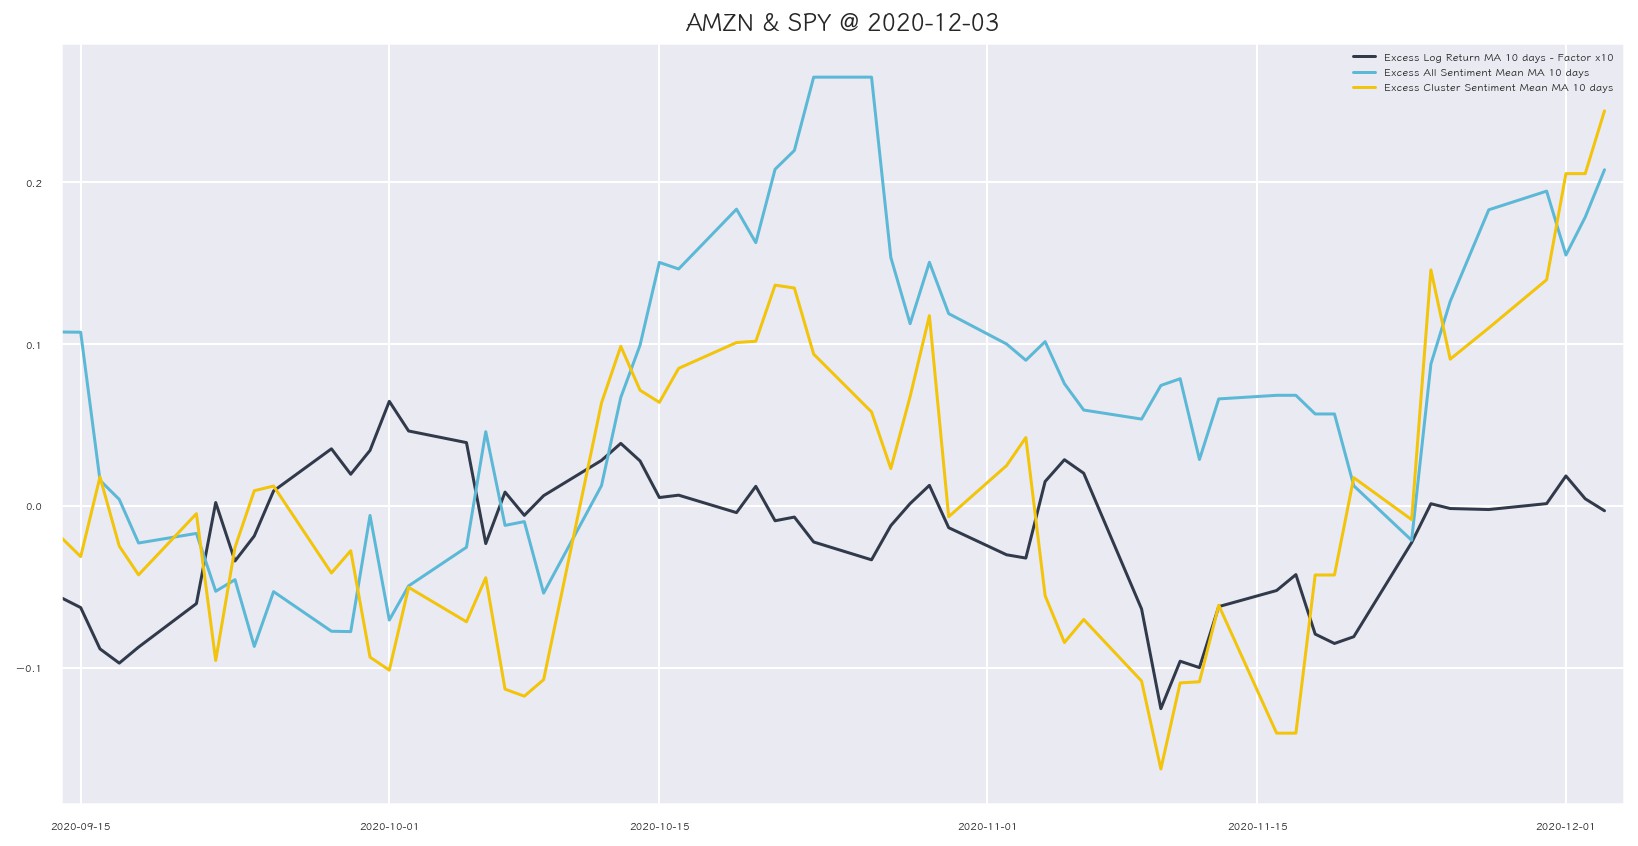 AMZN & SPY @ 2020-12-03
Excess Log Return MA 10 days - Factor x10
Excess All Sentiment Mean MA 10 days
Excess Cluster Sentiment Mean MA 10 days
0.2
0.1
0.0
−0.1
2020-09-15 2020-10-01 2020-10-15 2020-11-01 2020-11-15 2020-12-01